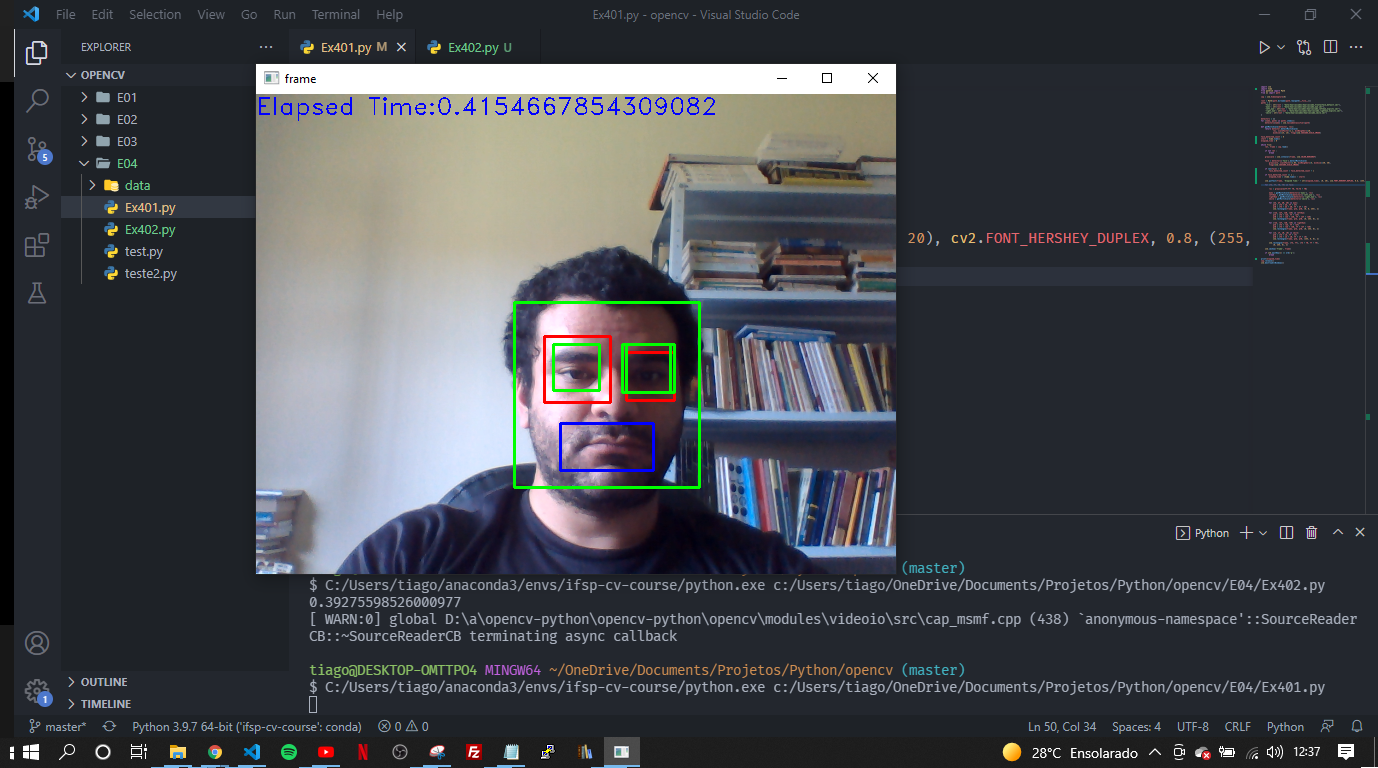 File Edit Selection View Go Run Terminal Help
Ex401.py - opencv - Visual Studio Code
EXPLORER
Ex401.py M
Ex402.py U
OPENCV
E01
E02
E03
E04
data
Ex401.py
Ex402.py
test.py
teste2.py
frame
Elapsed Time:0.4154667854309082
20), cv2.FONT_HERSHEY_DUPLEX, 0.8, (255,
Python
(master)
$ C:/Users/tiago/anaconda3/envs/ifsp-cv-course/python.exe c:/Users/tiago/OneDrive/Documents/Projetos/Python/opencv/E04/Ex402.py
0.39275598526000977
[ WARN:0] global D:\a\opencv-python\opencv-python\opencv\modules\videoio\src\cap_msmf.cpp (438) `anonymous-namespace'::SourceReader
CB::~SourceReaderCB terminating async callback
tiago@DESKTOP-OMTTPO4 MINGW64 ~/OneDrive/Documents/Projetos/Python/opencv (master)
$ C:/Users/tiago/anaconda3/envs/ifsp-cv-course/python.exe c:/Users/tiago/OneDrive/Documents/Projetos/Python/opencv/E04/Ex401.py
OUTLINE
TIMELINE
5
1
master* Python 3.9.7 64-bit ('ifsp-cv-course': conda) 0 0 Ln 50, Col 34 Spaces: 4 UTF-8 CRLF Python
28°C Ensolarado 12:37